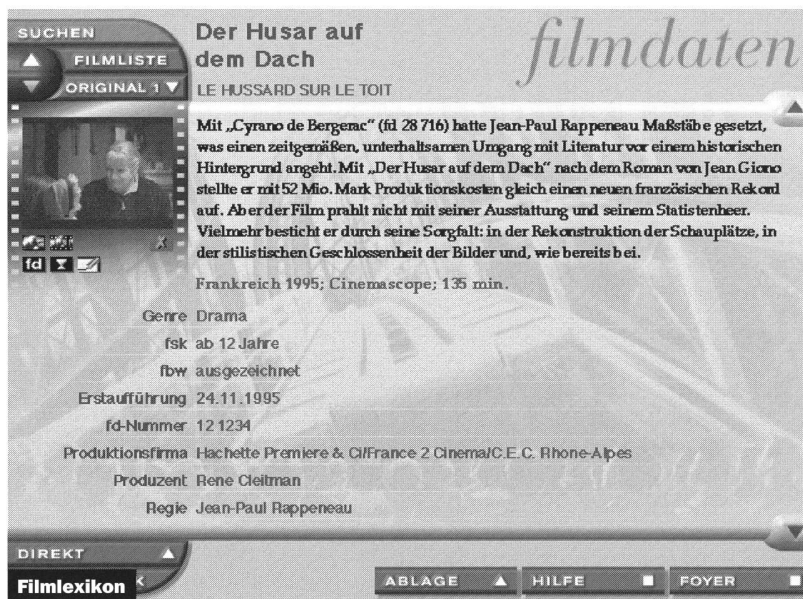 SUCHEN
FILMLISTE
ORIGINAL 1
Der Husar auf
dem Dach
LE HUSSARD SUR LE TOIT
filmdaten
Mit „Cyrano de Bergerac“ (fd 28 716) hatte Jean-Paul Rappeneau Maßstäbe gesetzt,
was einen zeitgemäßen, unterhaltsamen Umgang mit Literatur vor einem historischen
Hintergrund angeht. Mit „Der Husar auf dem Dach“ nach dem Roman von Jean Giono
stellte er mit 52 Mio. Mark Produktionskosten gleich einen neuen französischen Rekord
auf. Aber der Film prahlt nicht mit seiner Ausstattung und seinem Statistenheer.
Vielmehr besticht er durch seine Sorgfalt: in der Rekonstruktion der Schauplätze, in
der stilistischen Geschlossenheit der Bilder und, wie bereits bei.
fd
Frankreich 1995; Cinemascope; 135 min.
Genre Drama
fsk ab 12 Jahre
fbw ausgezeichnet
Erstaufführung 24.11.1995
fd-Nummer 12 1234
Produktionsfirma Hachette Premiere & Ci/France 2 Cinema/C.E.C. Rhone-Alpes
Produzent Rene Cleitman
Regie Jean-Paul Rappeneau
DIREKT
Filmlexikon
ABLAGE
HILFE
FOYER